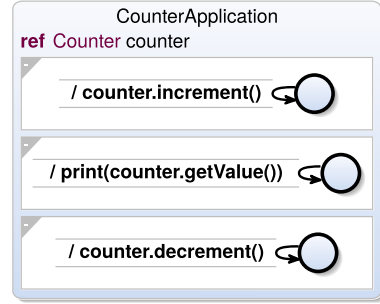 CounterApplication
ref Counter counter
-
/ counter.increment()
-
/ print(counter.getValue())
-
/ counter.decrement()